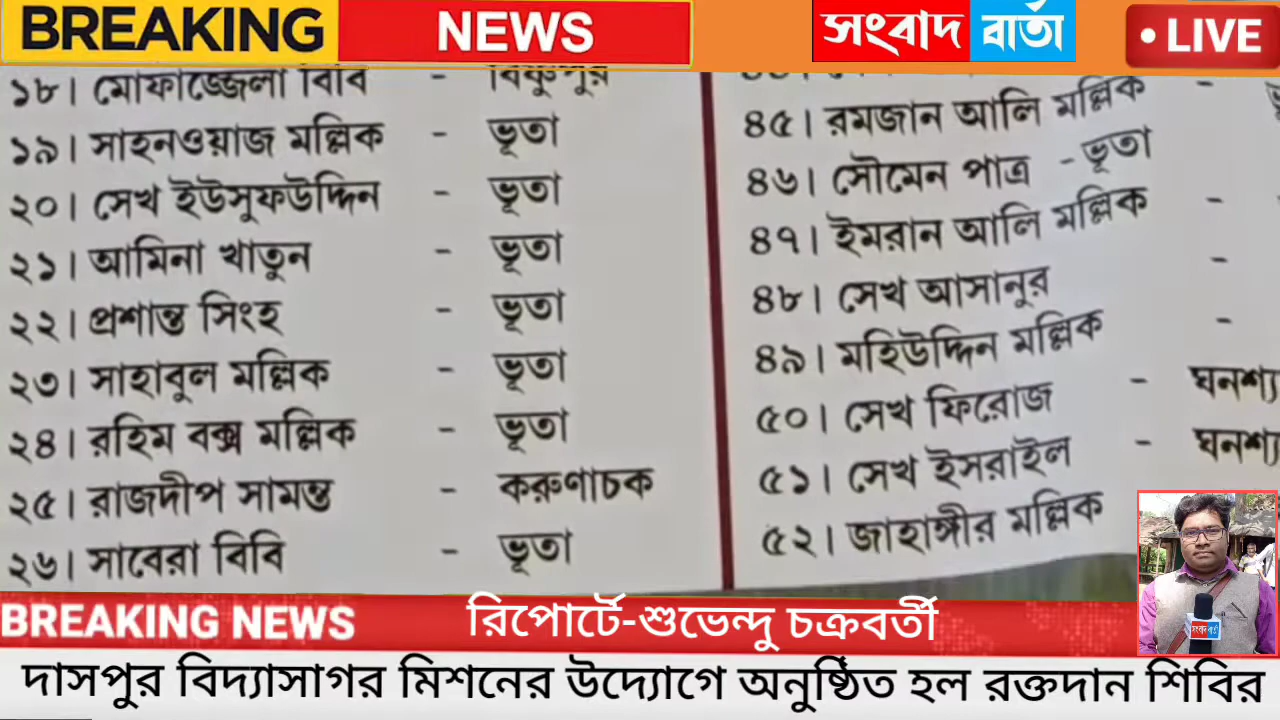 BREAKING NEWS
সংবাদ বার্তা
• LIVE
১৮। মোফাজ্জেলা বিবি - বিষ্ণুপুর
১৯। সাহনওয়াজ মল্লিক - ভূতা
২০। সেখ ইউসুফউদ্দিন - ভূতা
২১। আমিনা খাতুন - ভূতা
২২। প্রশান্ত সিংহ - ভূতা
২৩। সাহাবুল মল্লিক - ভূতা
২৪। রহিম বক্স মল্লিক - ভূতা
২৫। রাজদীপ সামন্ত - করুণাচক
২৬। সাবেরা বিবি - ভূতা
৪৫। রমজান আলি মল্লিক -
৪৬। সৌমেন পাত্র - ভূতা
৪৭। ইমরান আলি মল্লিক -
৪৮। সেখ আসানুর -
৪৯। মহিউদ্দিন মল্লিক -
৫০। সেখ ফিরোজ - ঘনশ্য
৫১। সেখ ইসরাইল - ঘনশ্য
৫২। জাহাঙ্গীর মল্লিক
BREAKING NEWS
রিপোর্টে-শুভেন্দু চক্রবর্তী
সংবাদ বার্তা
দাসপুর বিদ্যাসাগর মিশনের উদ্যোগে অনুষ্ঠিত হল রক্তদান শিবির